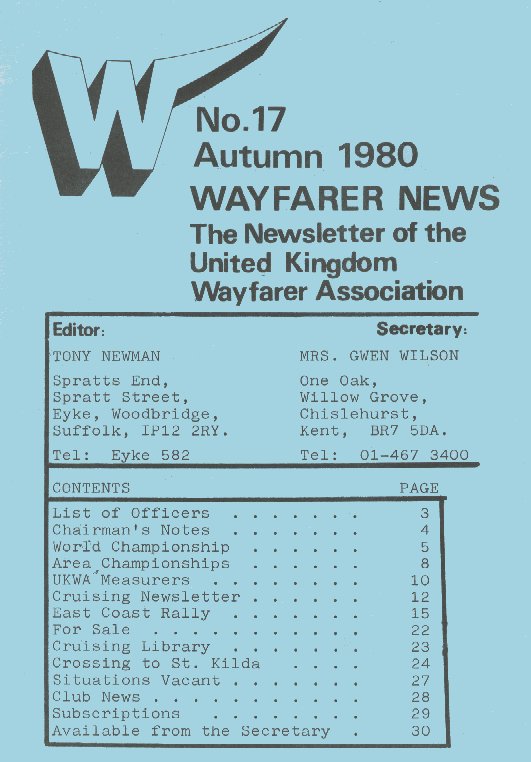 W
No.17
Autumn 1980
WAYFARER NEWS
The Newsletter of the
United Kingdom
Wayfarer Association
Editor: Secretary:
TONY NEWMAN MRS. GWEN WILSON
Spratts End, One Oak,
Spratt Street, Willow Grove,
Eyke, Woodbridge, Chislehurst,
Suffolk, IP12 2RY. Kent, BR7 5DA.
Tel: Eyke 582 Tel: 01-467 3400
CONTENTS PAGE
List of Officers . . . . . . . 3
Chairman's Notes . . . . . . . 4
World Championship . . . . . . 5
Area Championships . . . . . . 8
UKWA Measurers . . . . . . . . 10
Cruising Newsletter . . . . . . 12
East Coast Rally . . . . . . . 15
For Sale . . . . . . . . . . . 22
Cruising Library . . . . . . . 23
Crossing to St. Kilda . . . . 24
Situations Vacant . . . . . . . 27
Club News . . . . . . . . . . . 28
Subscriptions . . . . . . . . 29
Available from the Secretary . 30